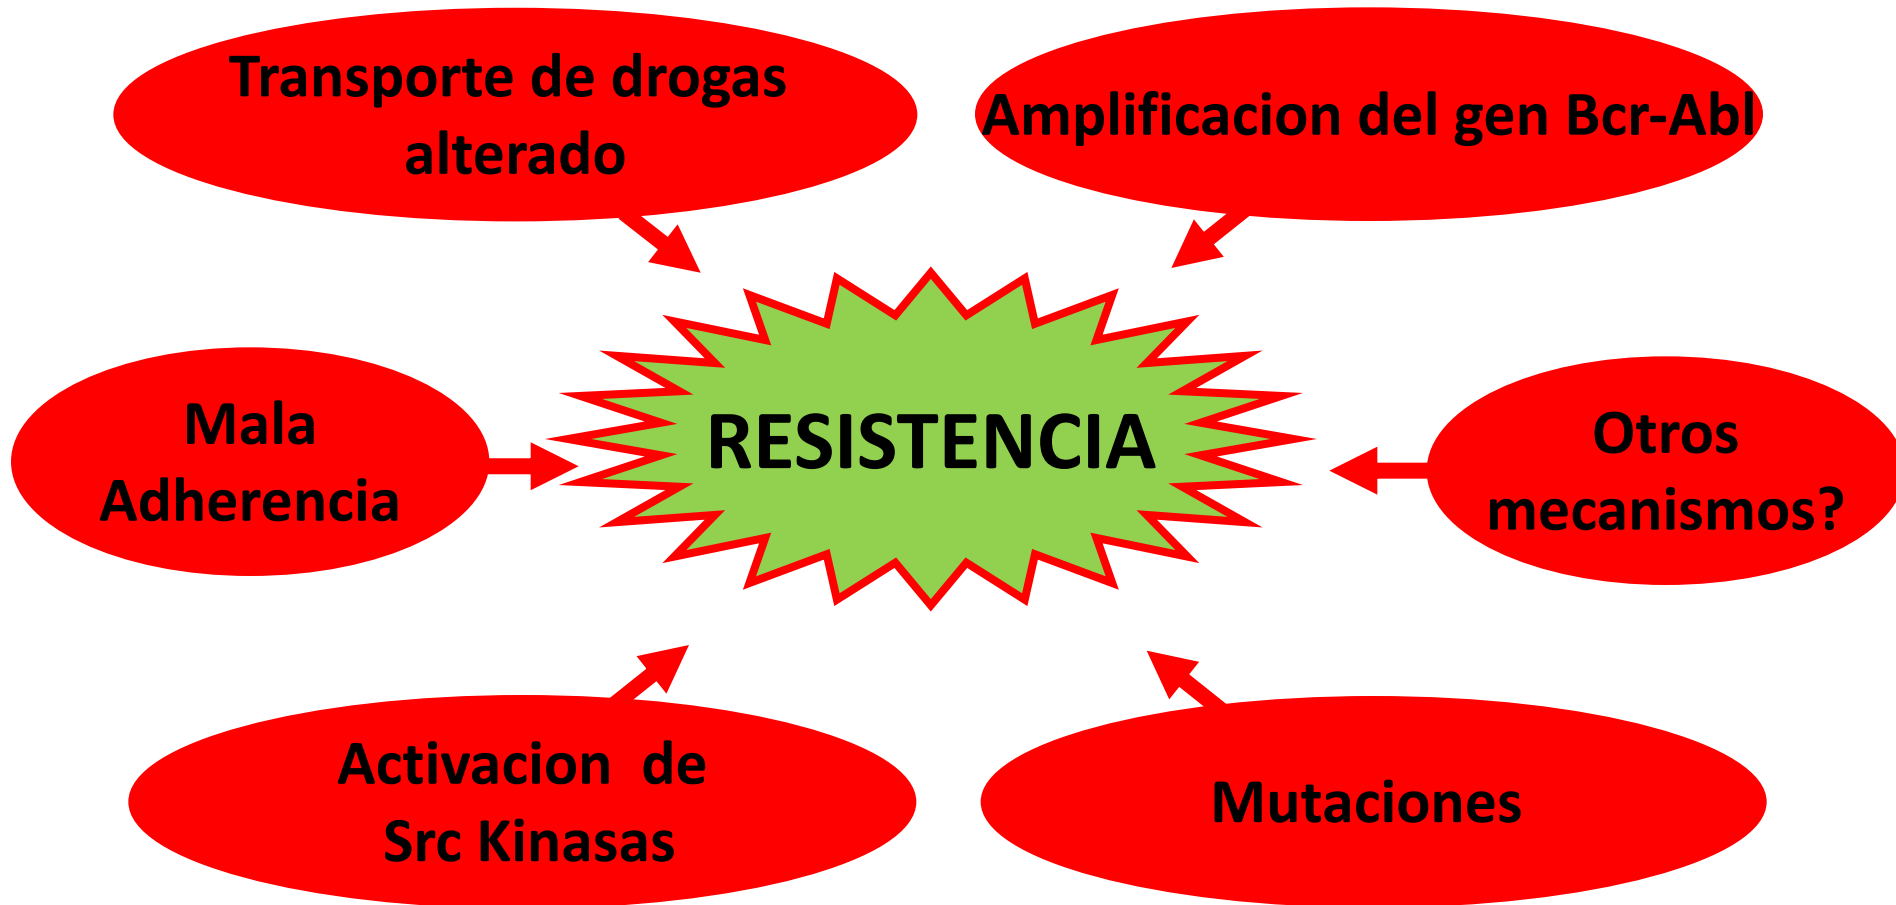 Transporte de drogas
alterado
Amplificacion del gen Bcr-Abl
Mala
Adherencia
RESISTENCIA
Otros
mecanismos?
Activacion  de
Src Kinasas
Mutaciones